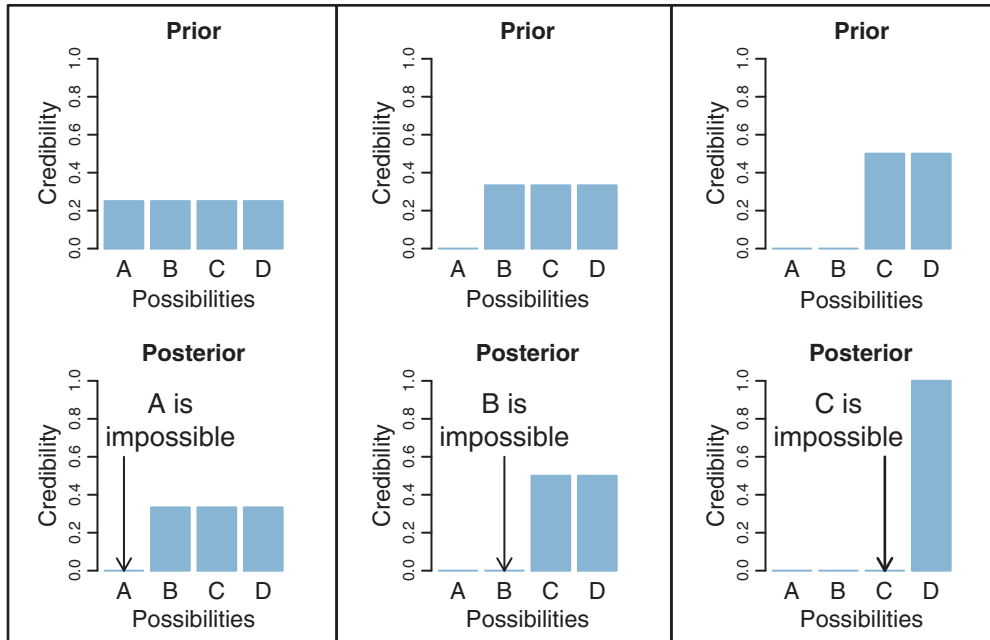 Prior
Credibility
0.0 0.2 0.4 0.6 0.8 1.0
A B C D
Possibilities
Posterior
A is
impossible
Credibility
0.0 0.2 0.4 0.6 0.8 1.0
A B C D
Possibilities
Prior
Credibility
0.0 0.2 0.4 0.6 0.8 1.0
A B C D
Possibilities
Posterior
B is
impossible
Credibility
0.0 0.2 0.4 0.6 0.8 1.0
A B C D
Possibilities
Prior
Credibility
0.0 0.2 0.4 0.6 0.8 1.0
A B C D
Possibilities
Posterior
C is
impossible
Credibility
0.0 0.2 0.4 0.6 0.8 1.0
A B C D
Possibilities